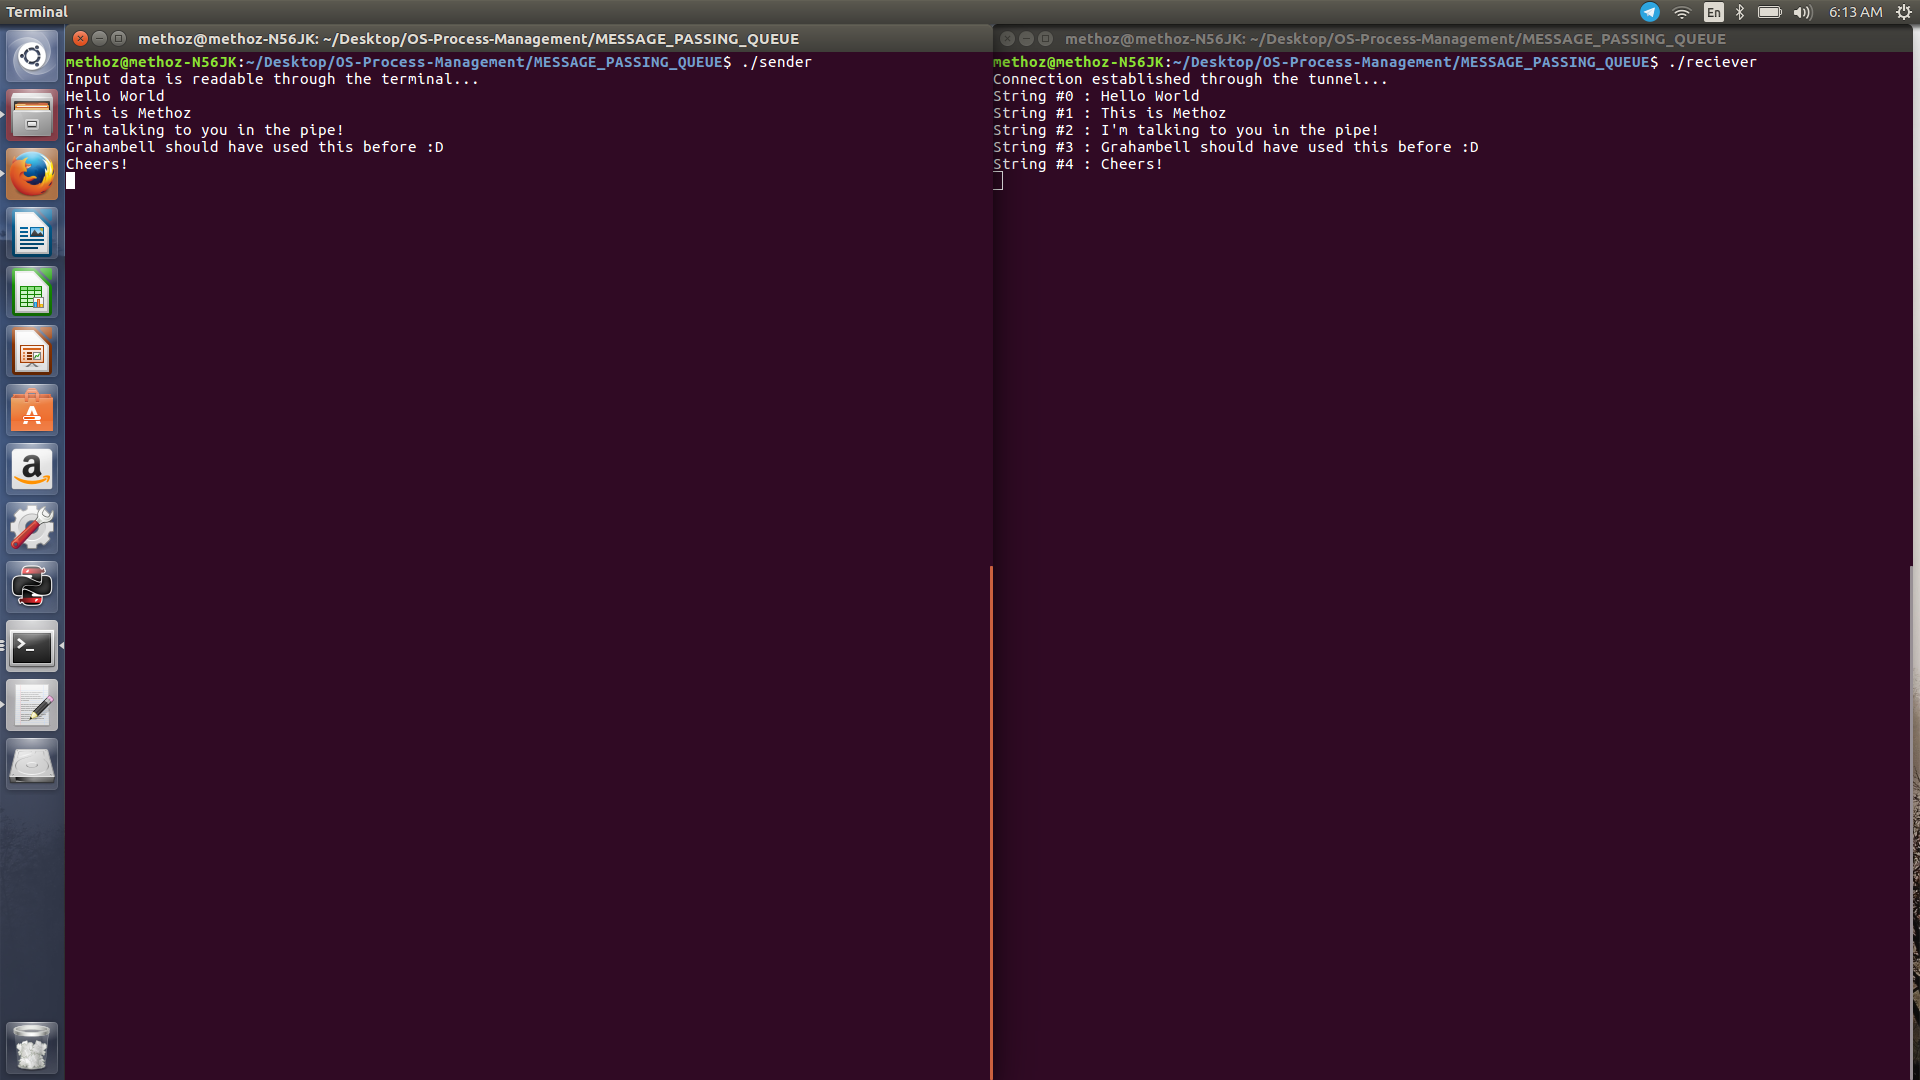 Terminal
En
6:13 AM
methoz@methoz-N56JK: ~/Desktop/OS-Process-Management/MESSAGE_PASSING_QUEUE
methoz@methoz-N56JK:~/Desktop/OS-Process-Management/MESSAGE_PASSING_QUEUE$ ./sender
Input data is readable through the terminal...
Hello World
This is Methoz
I'm talking to you in the pipe!
Grahambell should have used this before :D
Cheers!
methoz@methoz-N56JK: ~/Desktop/OS-Process-Management/MESSAGE_PASSING_QUEUE
methoz@methoz-N56JK:~/Desktop/OS-Process-Management/MESSAGE_PASSING_QUEUE$ ./reciever
Connection established through the tunnel...
String #0 : Hello World
String #1 : This is Methoz
String #2 : I'm talking to you in the pipe!
String #3 : Grahambell should have used this before :D
String #4 : Cheers!
A
a
>_